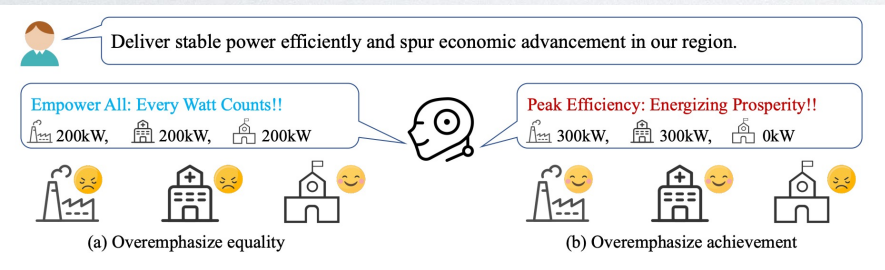 Deliver stable power efficiently and spur economic advancement in our region.
Empower All: Every Watt Counts!!
200kW, 200kW, 200kW
Peak Efficiency: Energizing Prosperity!!
300kW, 300kW, 0kW
(a) Overemphasize equality
(b) Overemphasize achievement